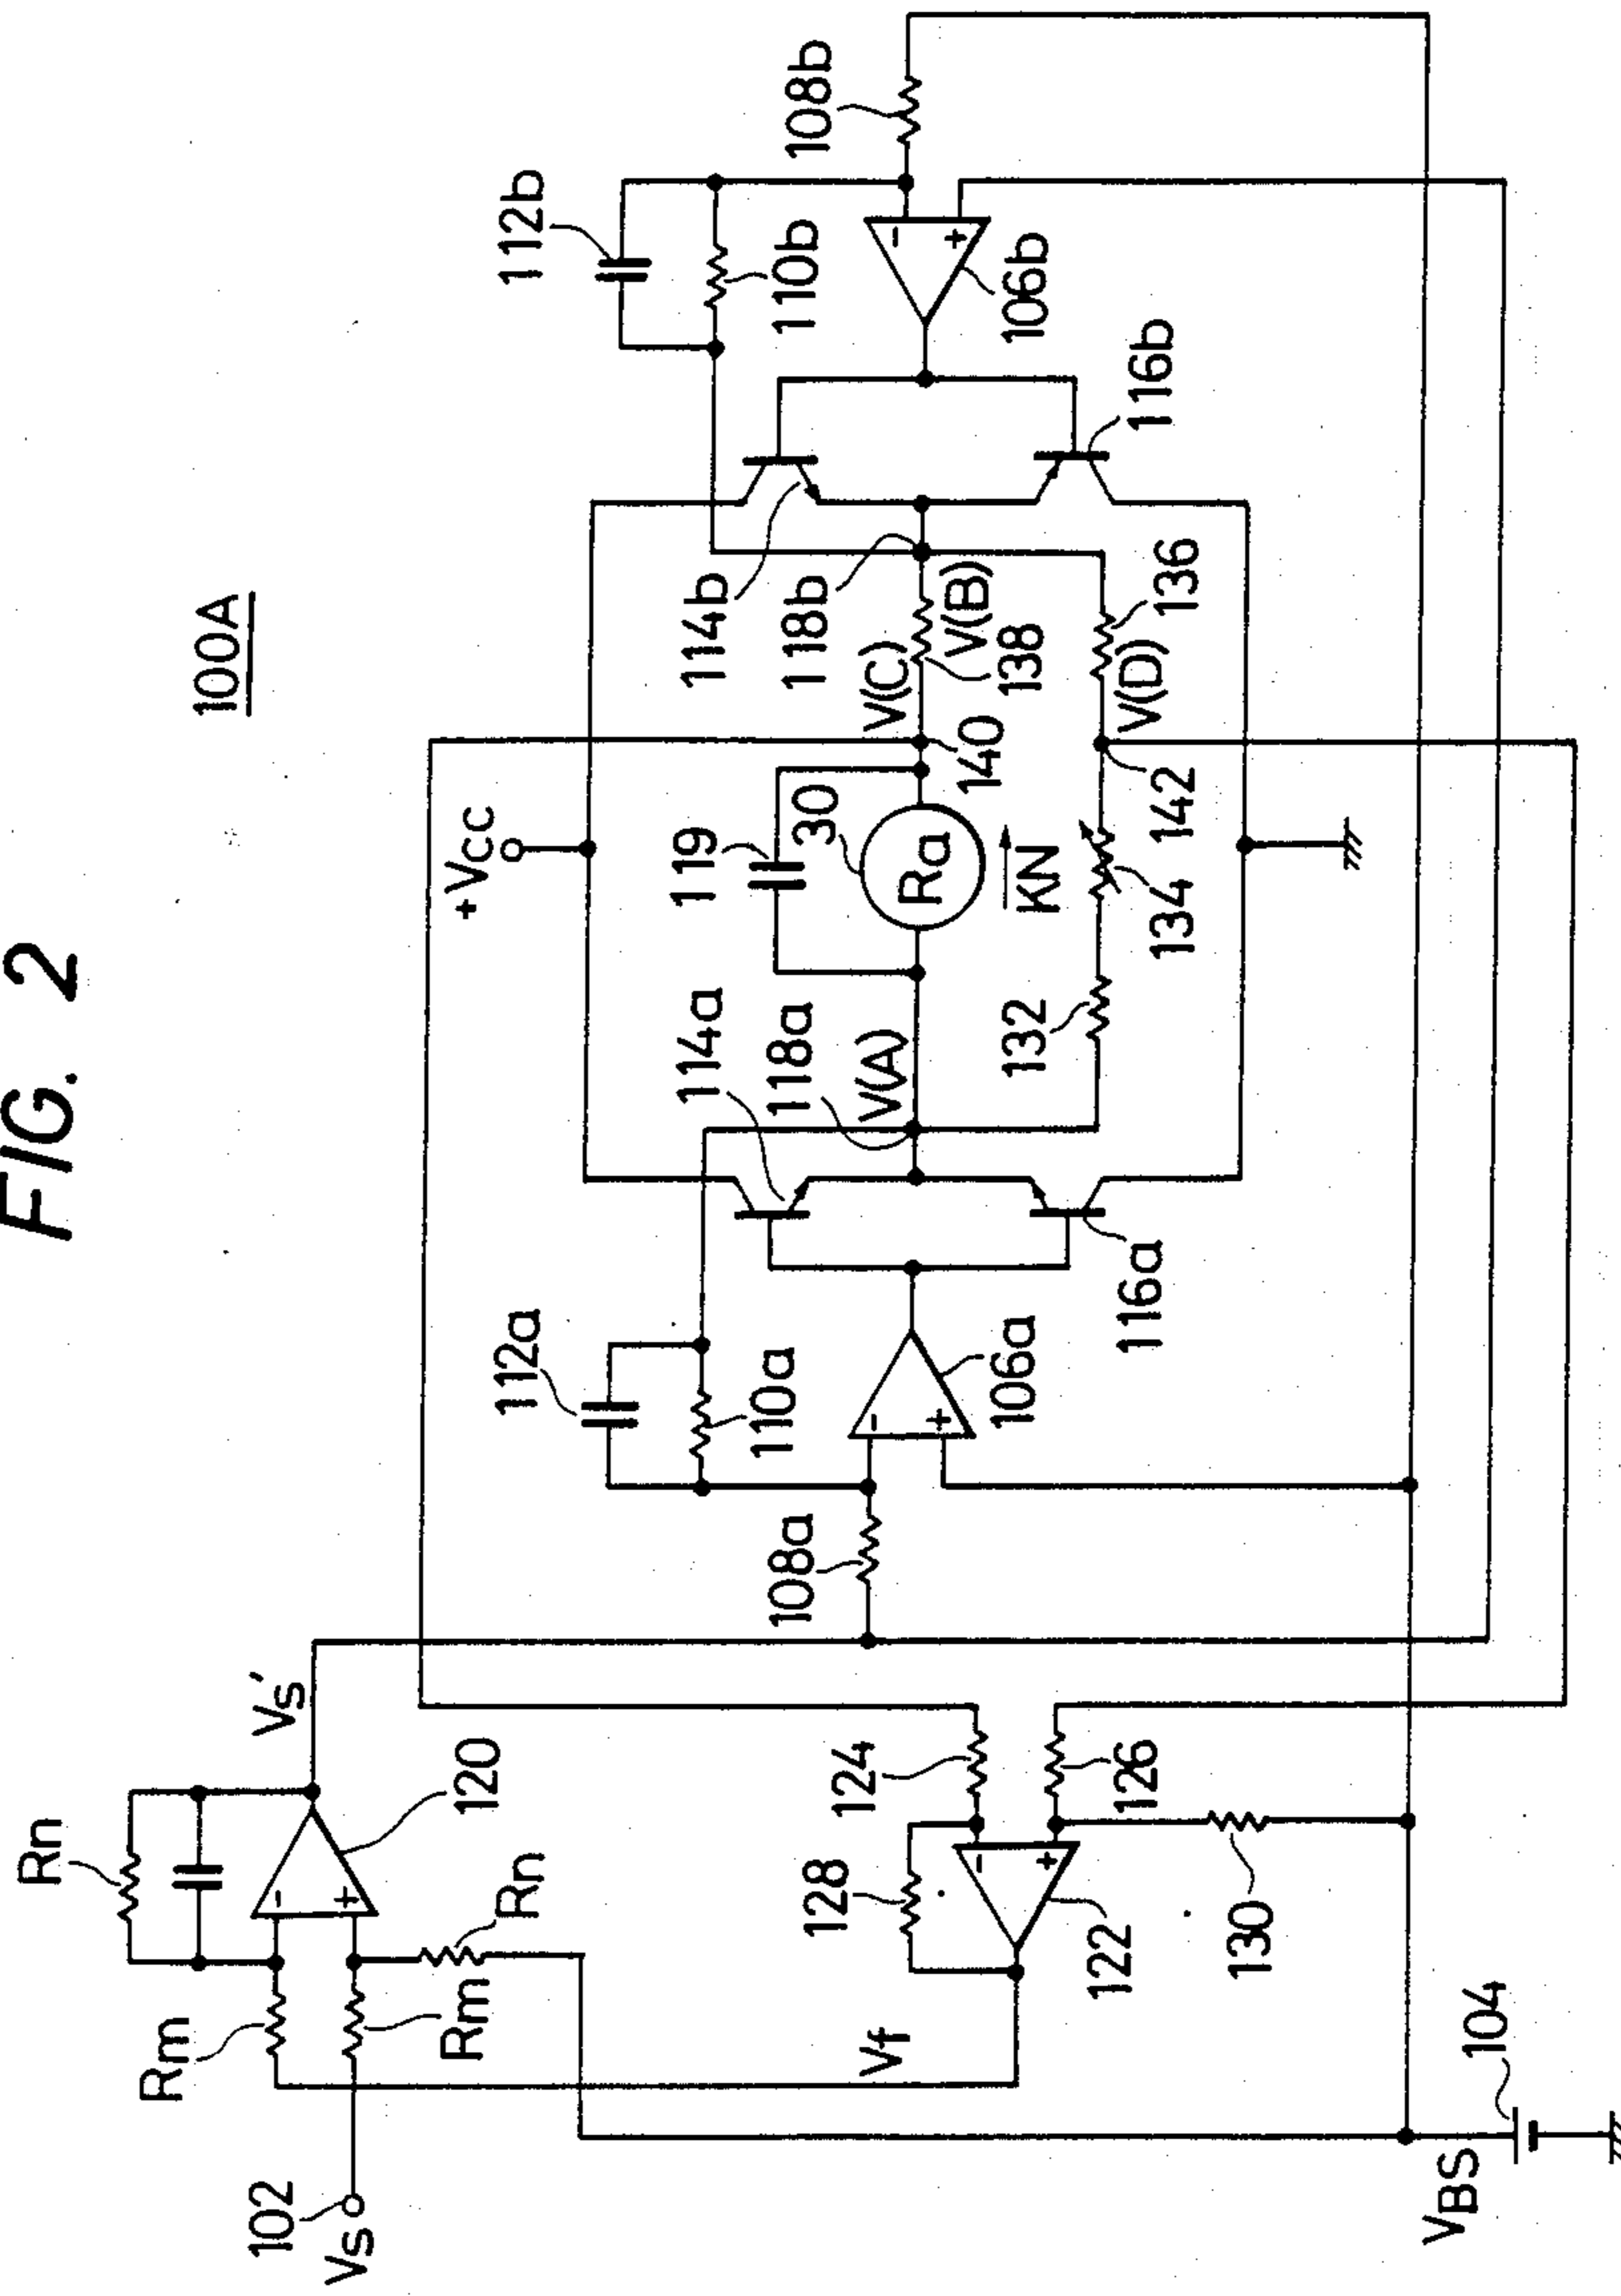 FIG. 2
100A
Rn
Rm
Vs'
120
Rn
Rm
102
Vs
+Vcc
112a
110a
108a
106a
114a
118a
116a
V(A)
119
30
Ra
KN
132
134
142
140
V(C)
V(D)
138
V(B)
136
114b
118b
116b
112b
110b
108b
106b
128
124
126
122
130
Vf
104
VBS
-
+
-
+
-
+
-
+